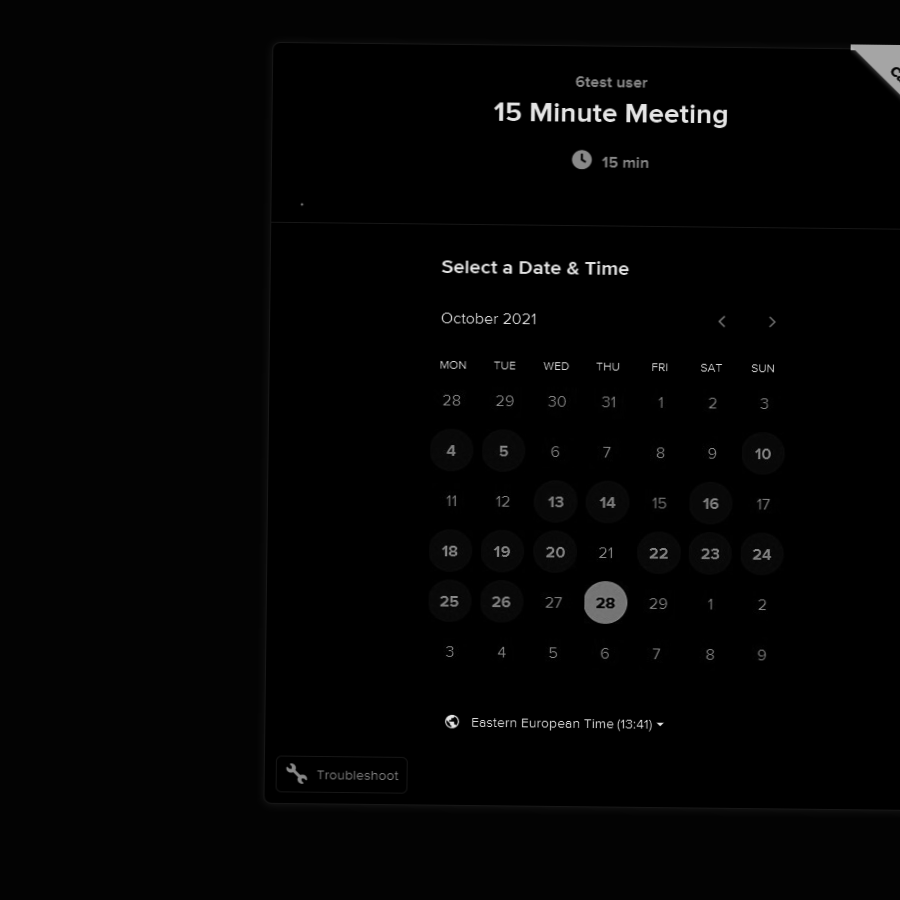 6test user
15 Minute Meeting
15 min
Select a Date & Time
October 2021
MON TUE WED THU FRI SAT SUN
28 29 30 31 1 2 3
4 5 6 7 8 9 10
11 12 13 14 15 16 17
18 19 20 21 22 23 24
25 26 27 28 29 1 2
3 4 5 6 7 8 9
Eastern European Time (13:41)
Troubleshoot